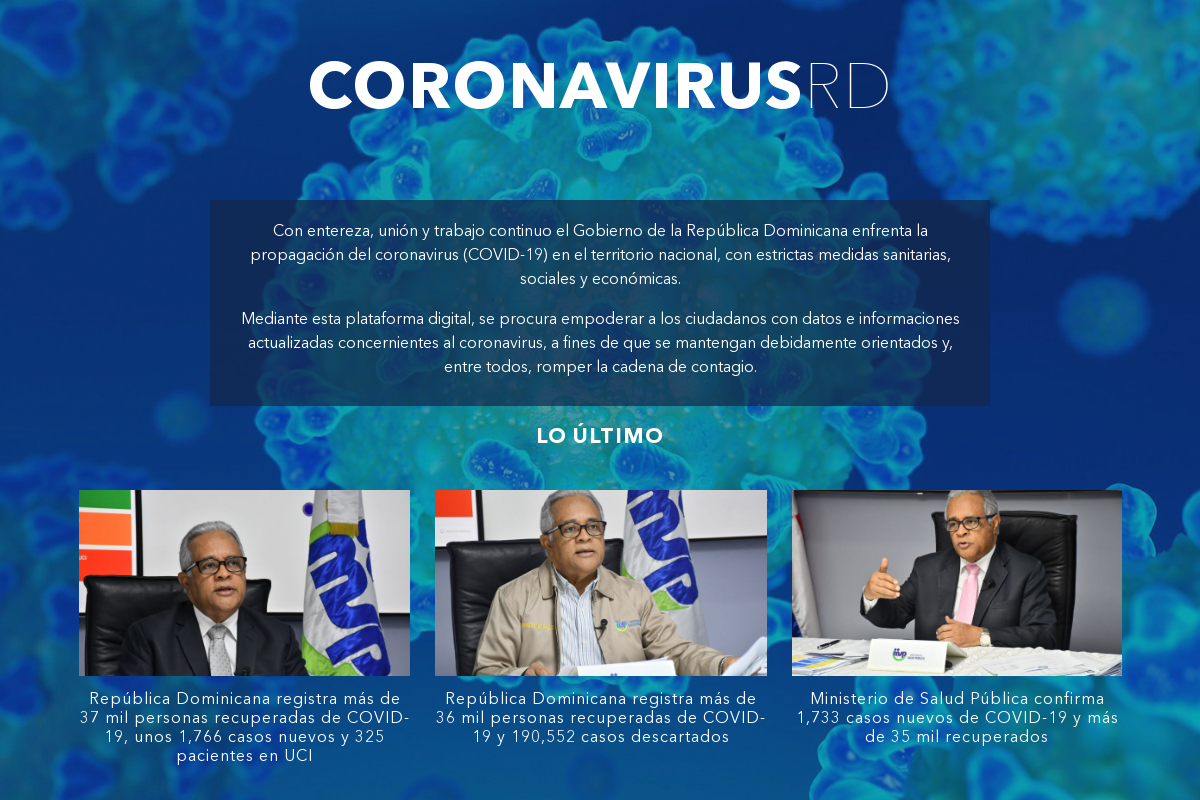 CORONAVIRUSRD
Con entereza, unión y trabajo continuo el Gobierno de la República Dominicana enfrenta la
propagación del coronavirus (COVID-19) en el territorio nacional, con estrictas medidas sanitarias,
sociales y económicas.
Mediante esta plataforma digital, se procura empoderar a los ciudadanos con datos e informaciones
actualizadas concernientes al coronavirus, a fines de que se mantengan debidamente orientados y,
entre todos, romper la cadena de contagio.
LO ÚLTIMO
República Dominicana registra más de
37 mil personas recuperadas de COVID-
19, unos 1,766 casos nuevos y 325
pacientes en UCI
República Dominicana registra más de
36 mil personas recuperadas de COVID-
19 y 190,552 casos descartados
Ministerio de Salud Pública confirma
1,733 casos nuevos de COVID-19 y más
de 35 mil recuperados